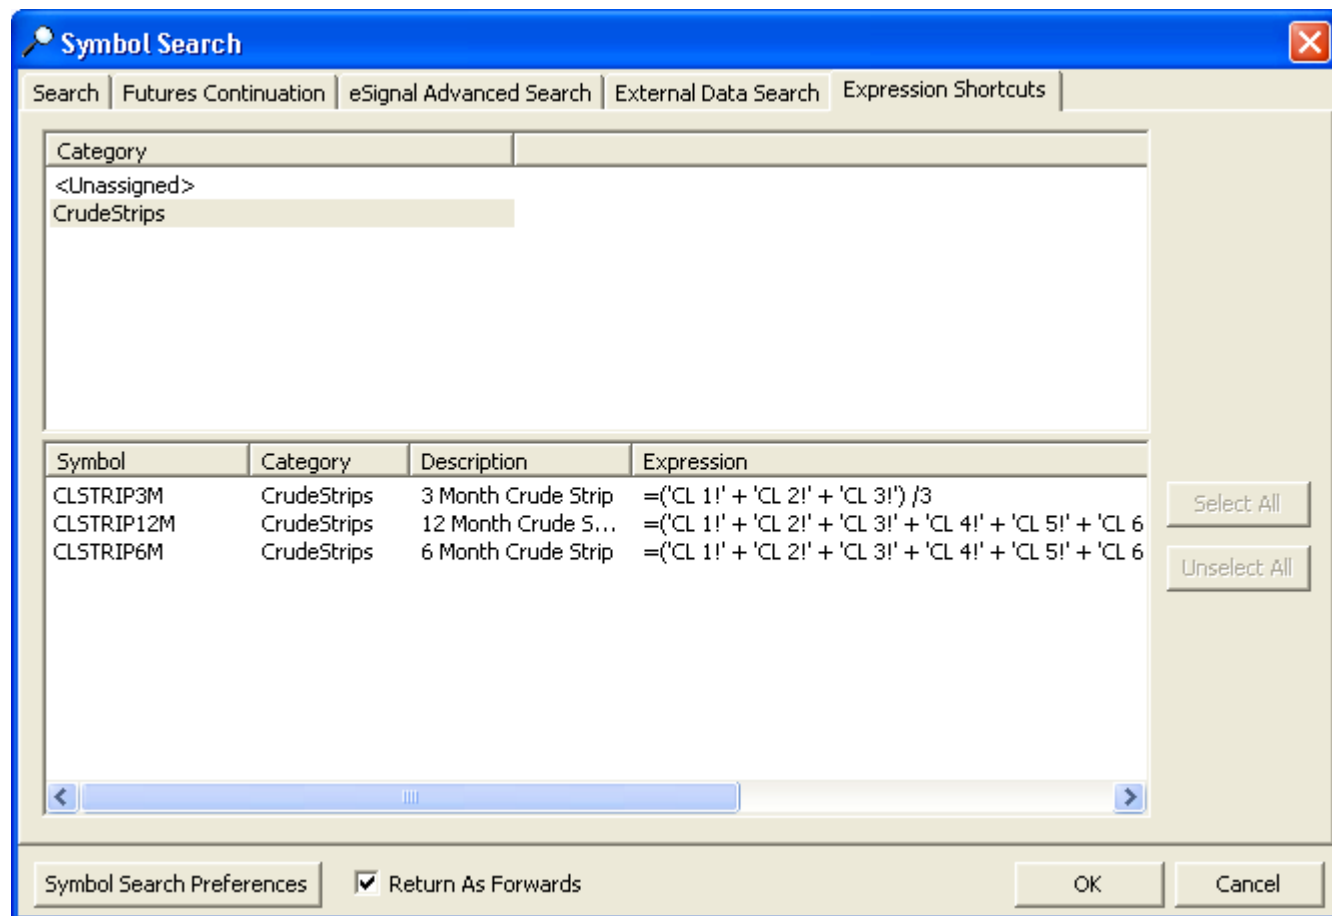 Symbol Search
Search Futures Continuation eSignal Advanced Search External Data Search Expression Shortcuts
Category
<Unassigned>
CrudeStrips
Symbol Category Description Expression
CLSTRIP3M CrudeStrips 3 Month Crude Strip =('CL 1!' + 'CL 2!' + 'CL 3!') /3
CLSTRIP12M CrudeStrips 12 Month Crude S... =('CL 1!' + 'CL 2!' + 'CL 3!' + 'CL 4!' + 'CL 5!' + 'CL 6
CLSTRIP6M CrudeStrips 6 Month Crude Strip =('CL 1!' + 'CL 2!' + 'CL 3!' + 'CL 4!' + 'CL 5!' + 'CL 6
Select All
Unselect All
Symbol Search Preferences Return As Forwards OK Cancel